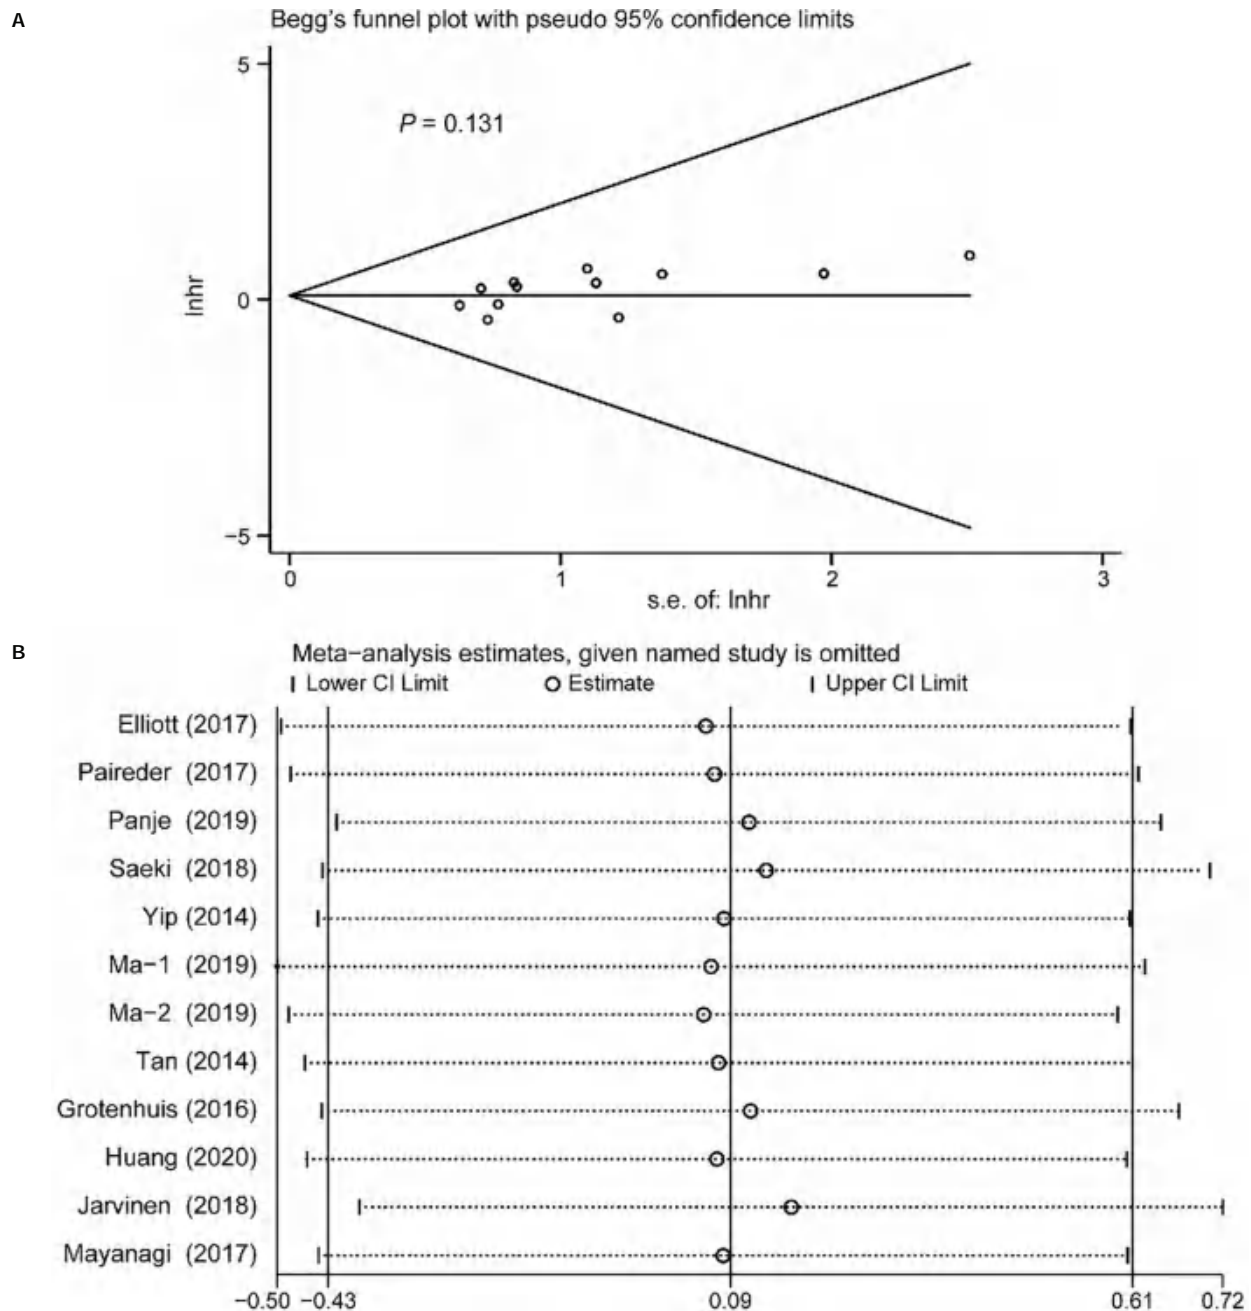 A
Begg's funnel plot with pseudo 95% confidence limits
5
P = 0.131
lnhr
0
−5
0 1 2 3
s.e. of: lnhr
B
Meta−analysis estimates, given named study is omitted
Lower CI Limit Estimate Upper CI Limit
Elliott (2017)
Paireder (2017)
Panje (2019)
Saeki (2018)
Yip (2014)
Ma−1 (2019)
Ma−2 (2019)
Tan (2014)
Grotenhuis (2016)
Huang (2020)
Jarvinen (2018)
Mayanagi (2017)
−0.50 −0.43 0.09 0.61 0.72